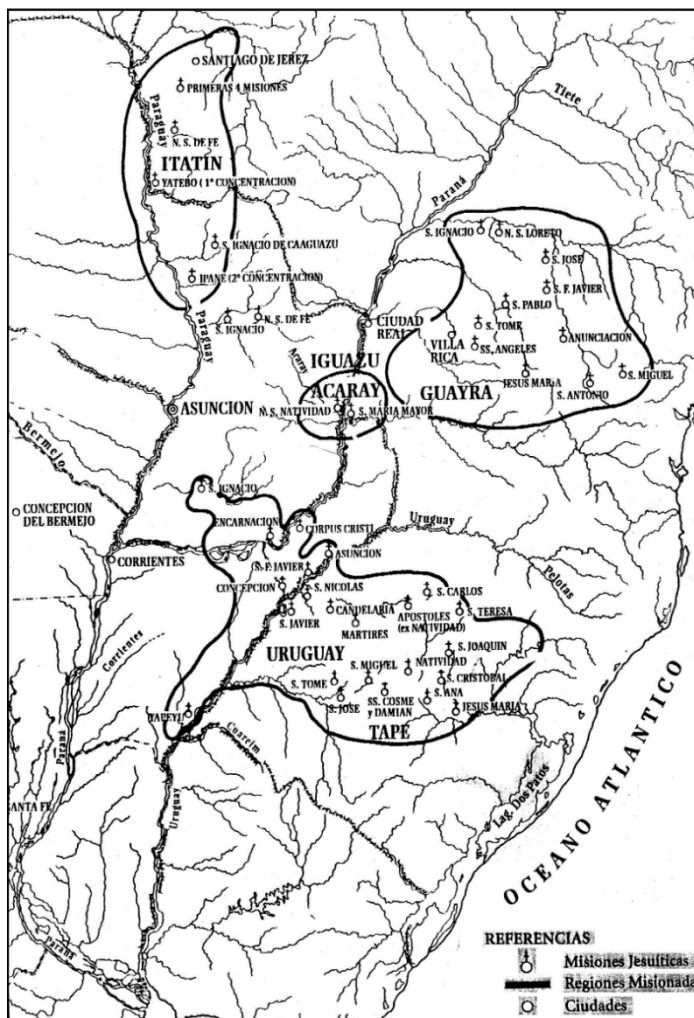 SANTIAGO DE JEREZ
PRIMERAS 4 MISIONES
Paraguay
N. S. DE FE
ITATÍN
YATEBO (1º CONCENTRACION)
S. IGNACIO DE CAAGUAZU
IPANE (2º CONCENTRACION)
Paraguay
S. IGNACIO
N. S. DE FE
Tiete
Paraná
S. IGNACIO
N. S. LORETO
S. JOSE
S. F. JAVIER
S. PABLO
CIUDAD
REAL
VILLA
RICA
S. TOME
ANUNCIACION
SS. ANGELES
IGUAZU
Acaray
ACARAY
GUAYRA
JESUS MARIA
S. MIGUEL
S. ANTONIO
ASUNCION
N. S. NATIVIDAD
S. MARIA MAYOR
Bermejo
S. IGNACIO
CONCEPCION
DEL BERMEJO
ENCARNACION
CORPUS CRISTI
Uruguay
CORRIENTES
ASUNCION
Pelotas
S. F. JAVIER
CONCEPCION
S. NICOLAS
S. CARLOS
S. JAVIER
CANDELARIA
APOSTOLES
(ex NATIVIDAD)
S. TERESA
MARTIRES
Corrientes
URUGUAY
S. JOAQUIN
S. MIGUEL
NATIVIDAD
S. TOME
S. CRISTOBAL
S. JOSE
SS. COSME
y DAMIAN
S. ANA
JESUS MARIA
YAPEYU
TAPE
Cuareim
Paraná
SANTA FE
Uruguay
Lag. Dos Patos
OCEANO ATLANTICO
Paraná
REFERENCIAS
Misiones Jesuíticas
Regiones Misionadas
Ciudades